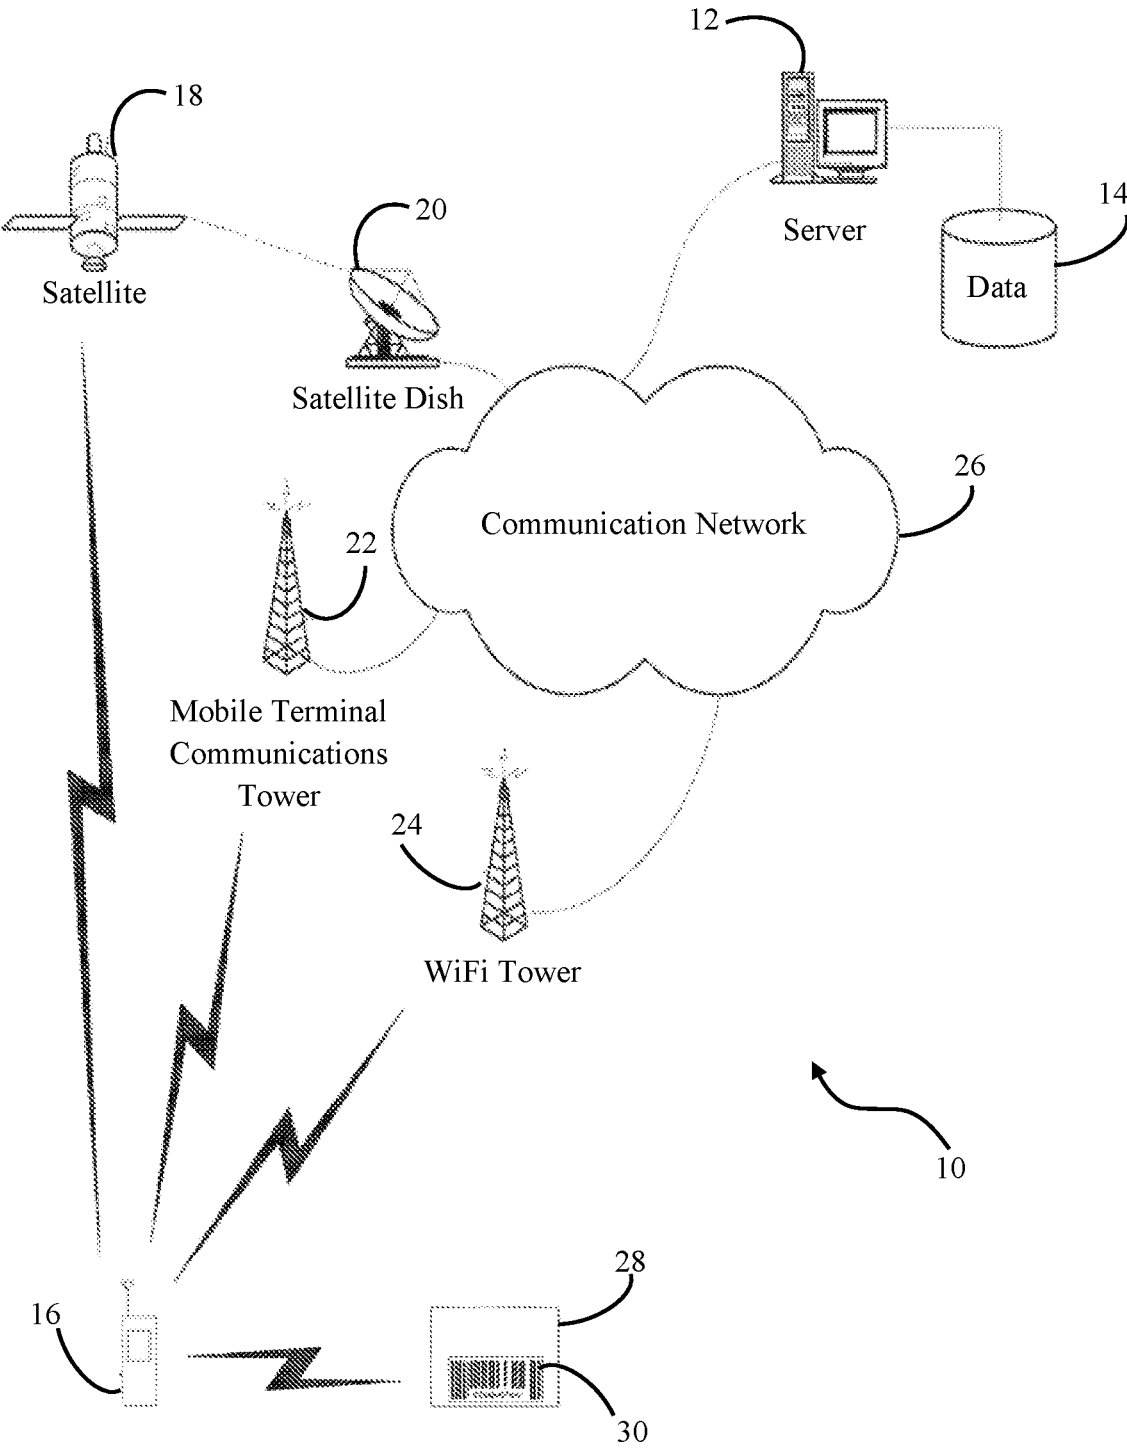 12
18
14
20
Server
Data
Satellite
Satellite Dish
26
Communication Network
22
Mobile Terminal
Communications
Tower
24
WiFi Tower
10
28
16
30